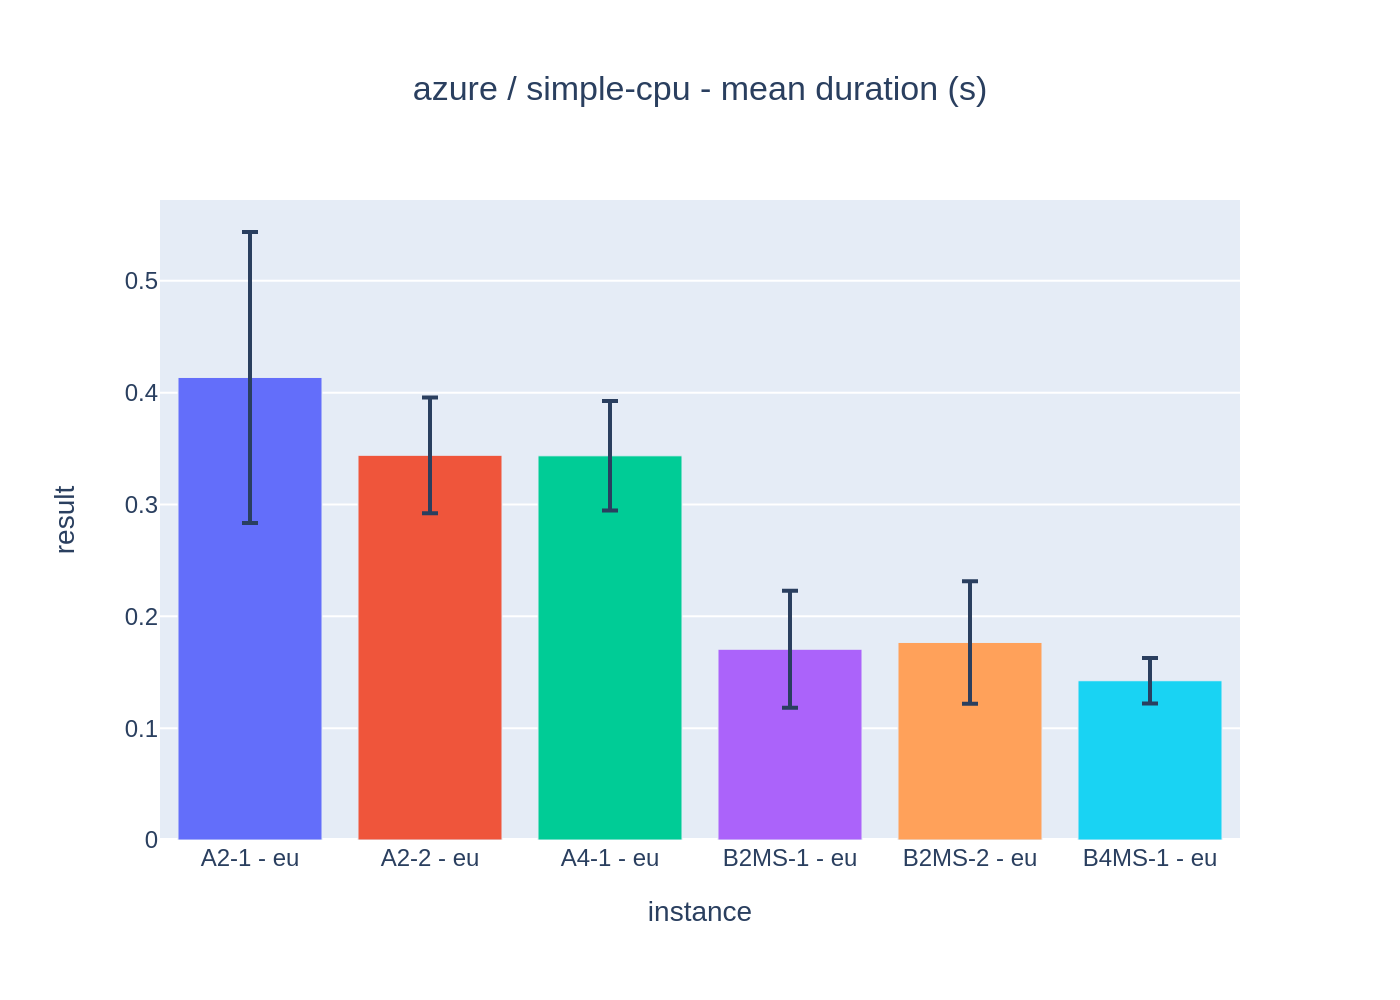 azure / simple-cpu - mean duration (s)
0.5
0.4
0.3
0.2
0.1
0
result
A2-1 - eu
A2-2 - eu
A4-1 - eu
B2MS-1 - eu
B2MS-2 - eu
B4MS-1 - eu
instance